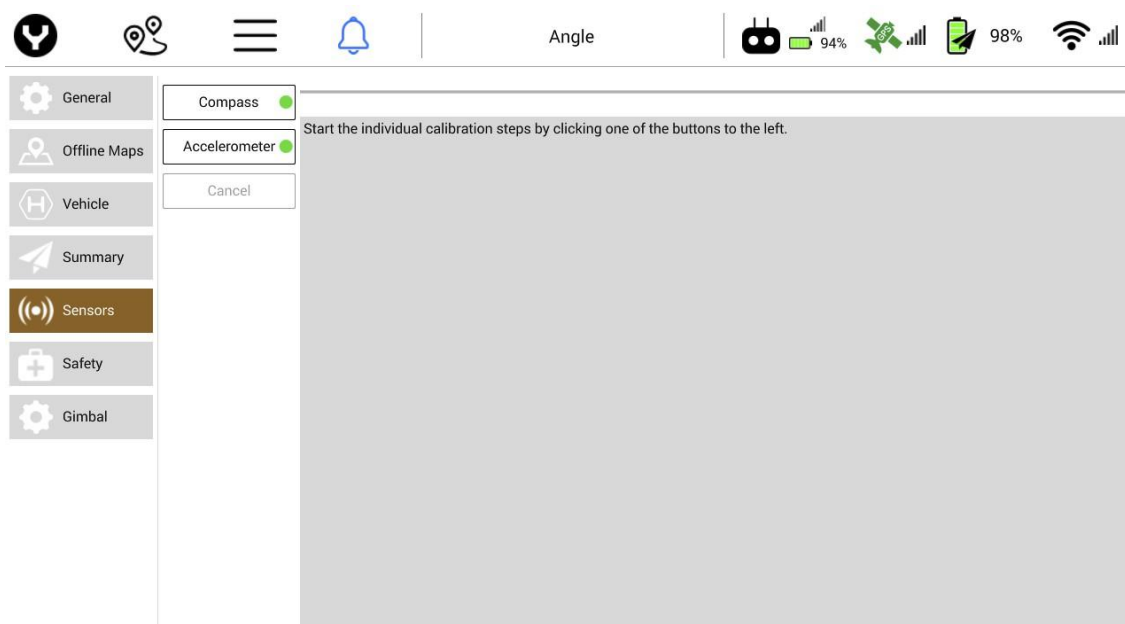 Angle
94%
GPS
98%
General
Offline Maps
Vehicle
Summary
Sensors
Safety
Gimbal
Compass
Accelerometer
Cancel
Start the individual calibration steps by clicking one of the buttons to the left.